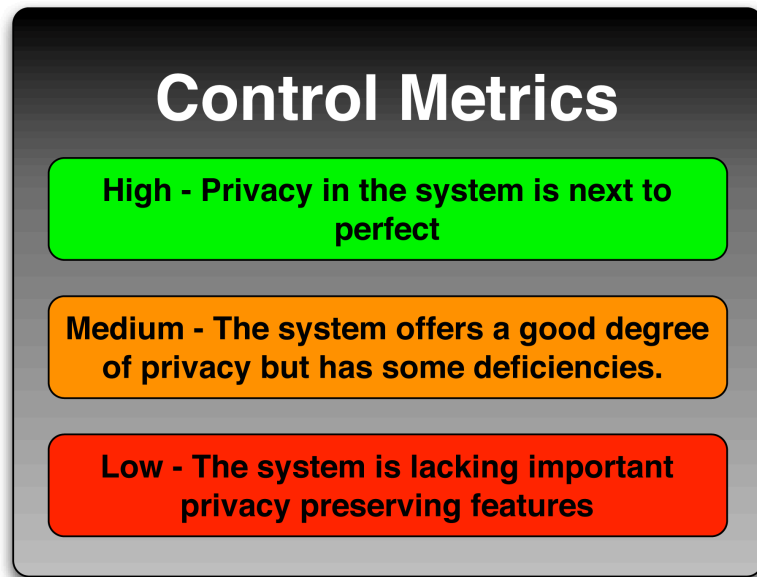 Control Metrics
High - Privacy in the system is next to
perfect
Medium - The system offers a good degree
of privacy but has some deficiencies.
Low - The system is lacking important
privacy preserving features